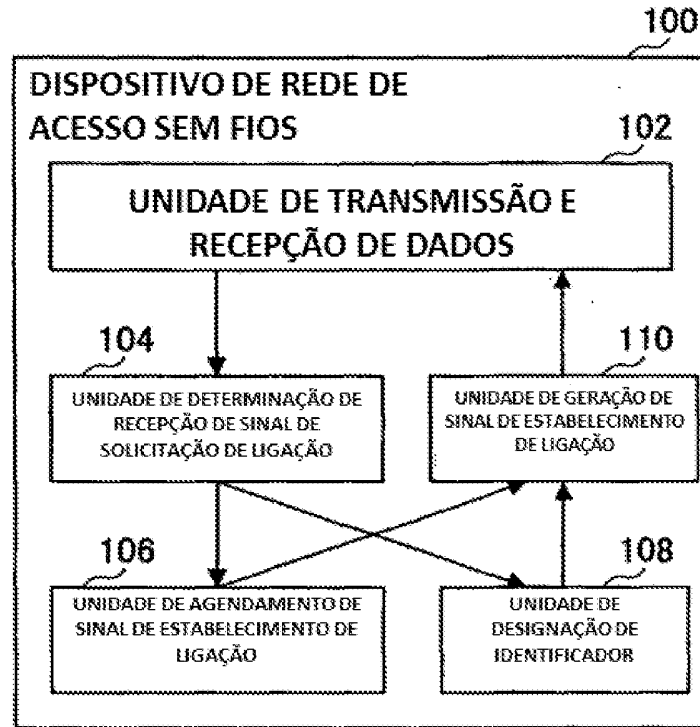 100
DISPOSITIVO DE REDE DE
ACESSO SEM FIOS
102
UNIDADE DE TRANSMISSÃO E
RECEPÇÃO DE DADOS
104
UNIDADE DE DETERMINAÇÃO DE
RECEPÇÃO DE SINAL DE
SOLICITAÇÃO DE LIGAÇÃO
110
UNIDADE DE GERAÇÃO DE
SINAL DE ESTABELECIMENTO
DE LIGAÇÃO
106
UNIDADE DE AGENDAMENTO DE
SINAL DE ESTABELECIMENTO DE
LIGAÇÃO
108
UNIDADE DE
DESIGNAÇÃO DE
IDENTIFICADOR